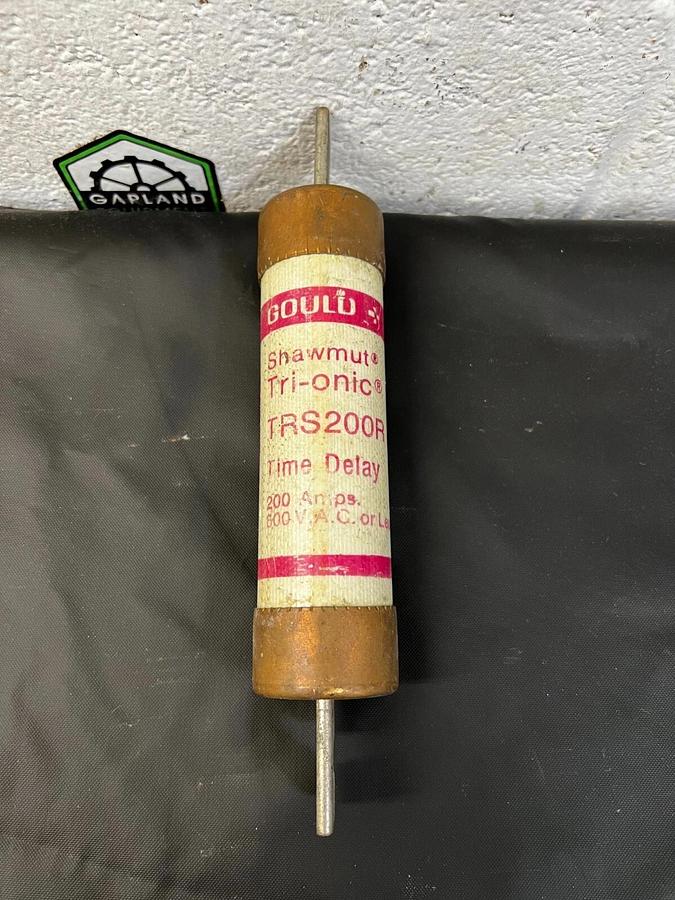 GARLAND
GOULD
Shawmut®
Tri-onic®
TRS200R
Time Delay
200 Amps.
600 V.A.C. or